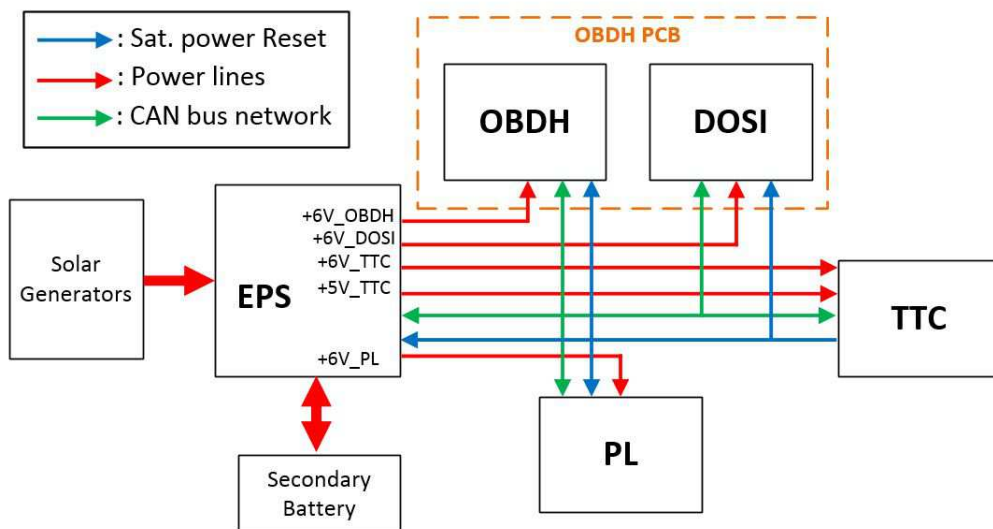 : Sat. power Reset
: Power lines
: CAN bus network
OBDH PCB
OBDH
DOSI
Solar
Generators
EPS
+6V_OBDH
+6V_DOSI
+6V_TTC
+5V_TTC
+6V_PL
TTC
PL
Secondary
Battery